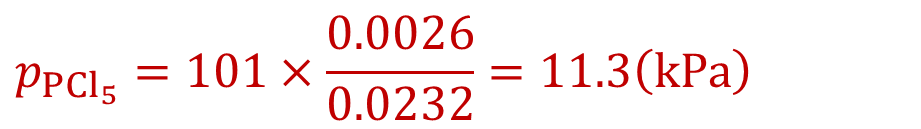 p_PCl₅ = 101 × 0.0026/0.0232 = 11.3(kPa)